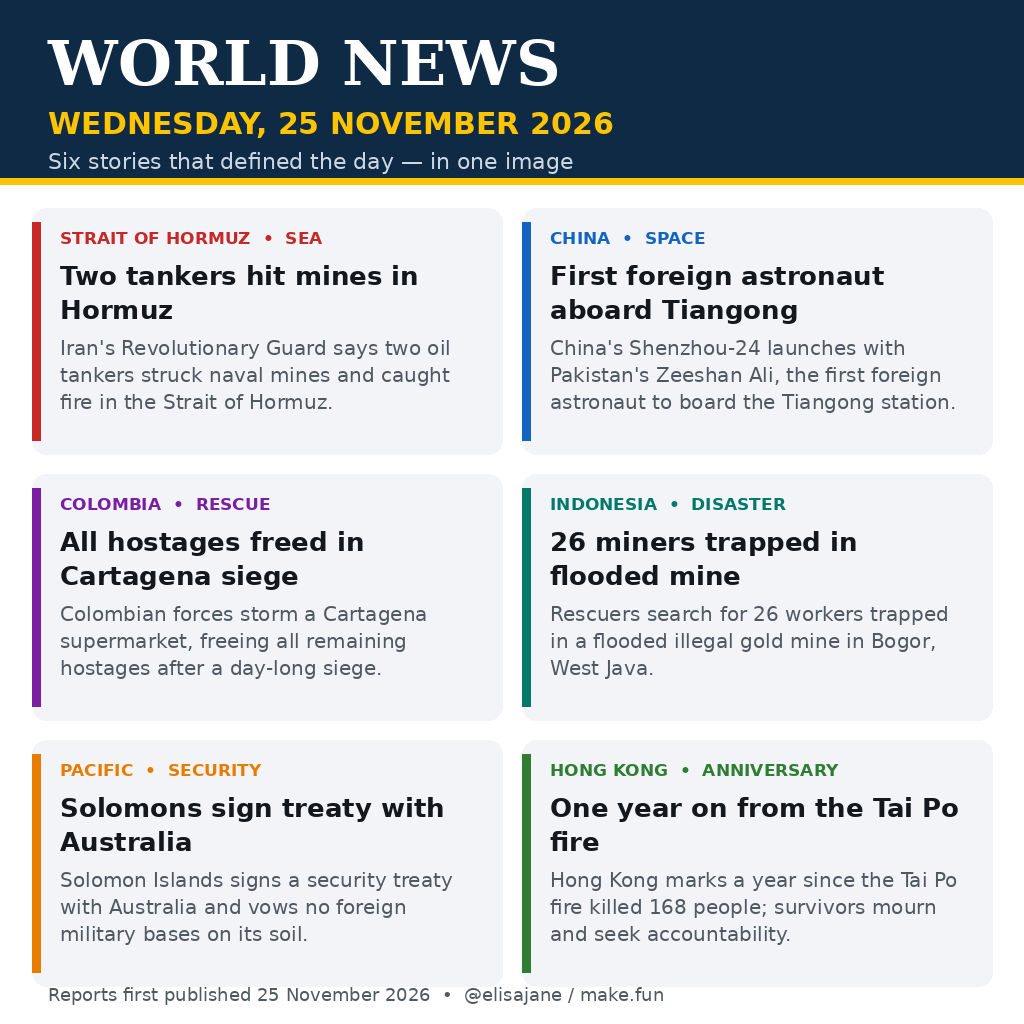 WORLD NEWS
WEDNESDAY, 25 NOVEMBER 2026
Six stories that defined the day — in one image
STRAIT OF HORMUZ • SEA
Two tankers hit mines in
Hormuz
Iran's Revolutionary Guard says two oil
tankers struck naval mines and caught
fire in the Strait of Hormuz.
CHINA • SPACE
First foreign astronaut
aboard Tiangong
China's Shenzhou-24 launches with
Pakistan's Zeeshan Ali, the first foreign
astronaut to board the Tiangong station.
COLOMBIA • RESCUE
All hostages freed in
Cartagena siege
Colombian forces storm a Cartagena
supermarket, freeing all remaining
hostages after a day-long siege.
INDONESIA • DISASTER
26 miners trapped in
flooded mine
Rescuers search for 26 workers trapped
in a flooded illegal gold mine in Bogor,
West Java.
PACIFIC • SECURITY
Solomons sign treaty with
Australia
Solomon Islands signs a security treaty
with Australia and vows no foreign
military bases on its soil.
HONG KONG • ANNIVERSARY
One year on from the Tai Po
fire
Hong Kong marks a year since the Tai Po
fire killed 168 people; survivors mourn
and seek accountability.
Reports first published 25 November 2026 • @elisajane / make.fun